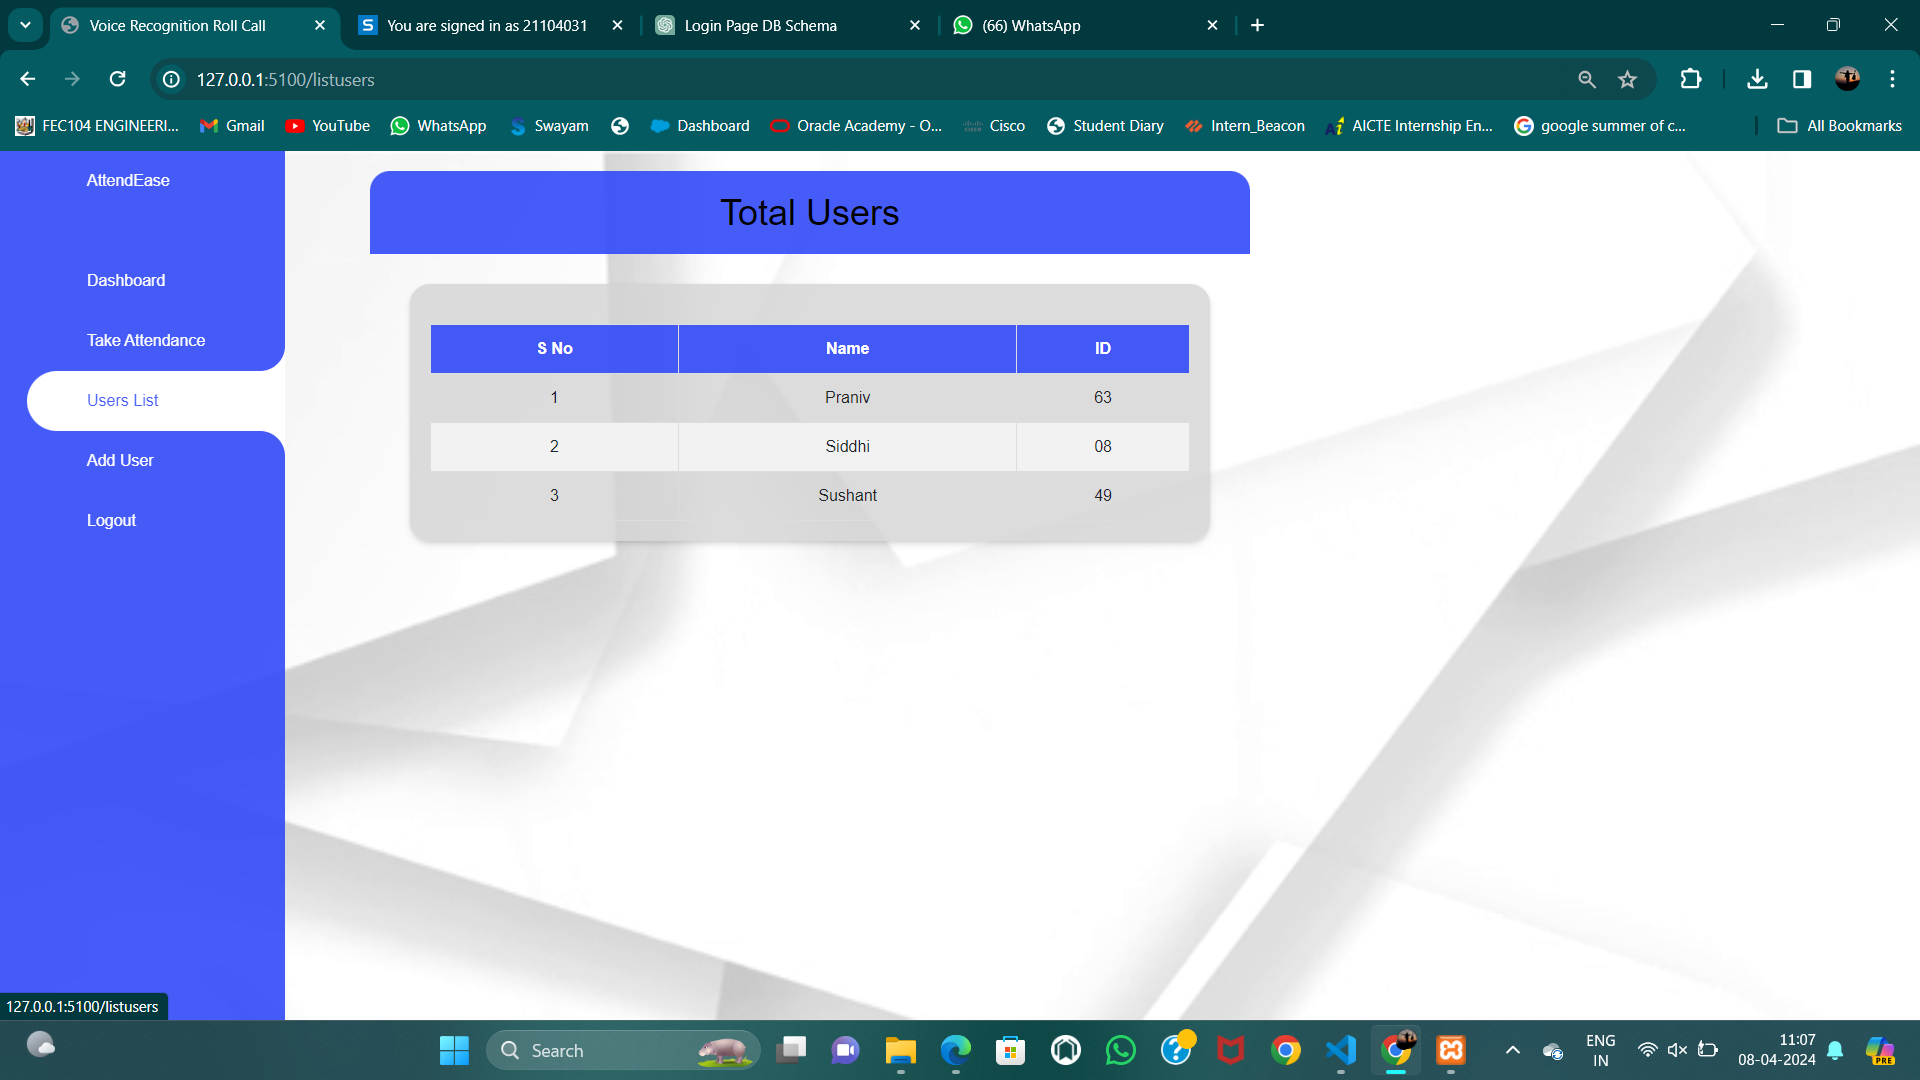 Voice Recognition Roll Call
You are signed in as 21104031
Login Page DB Schema
(66) WhatsApp
127.0.0.1:5100/listusers
FEC104 ENGINEERI...
Gmail
YouTube
WhatsApp
Swayam
Dashboard
Oracle Academy - O...
Cisco
Student Diary
Intern_Beacon
AICTE Internship En...
google summer of c...
All Bookmarks
AttendEase
Dashboard
Take Attendance
Users List
Add User
Logout
Total Users
S No Name ID
1 Praniv 63
2 Siddhi 08
3 Sushant 49
127.0.0.1:5100/listusers
Search
ENG
IN
11:07
08-04-2024
PRE